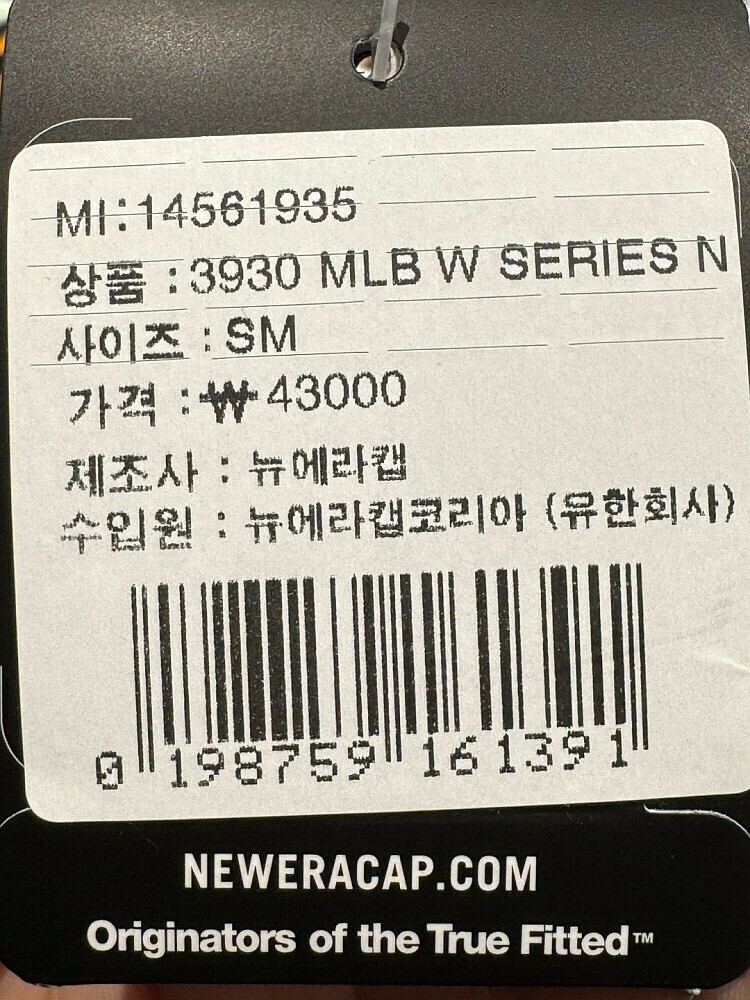 MI:14561935
상품 :3930 MLB W SERIES N
사이즈 : SM
가격 :₩43000
제조사 : 뉴에라캡
수입원 : 뉴에라캡코리아 (유한회사)
0 198759 161391
NEWERACAP.COM
Originators of the True Fitted™